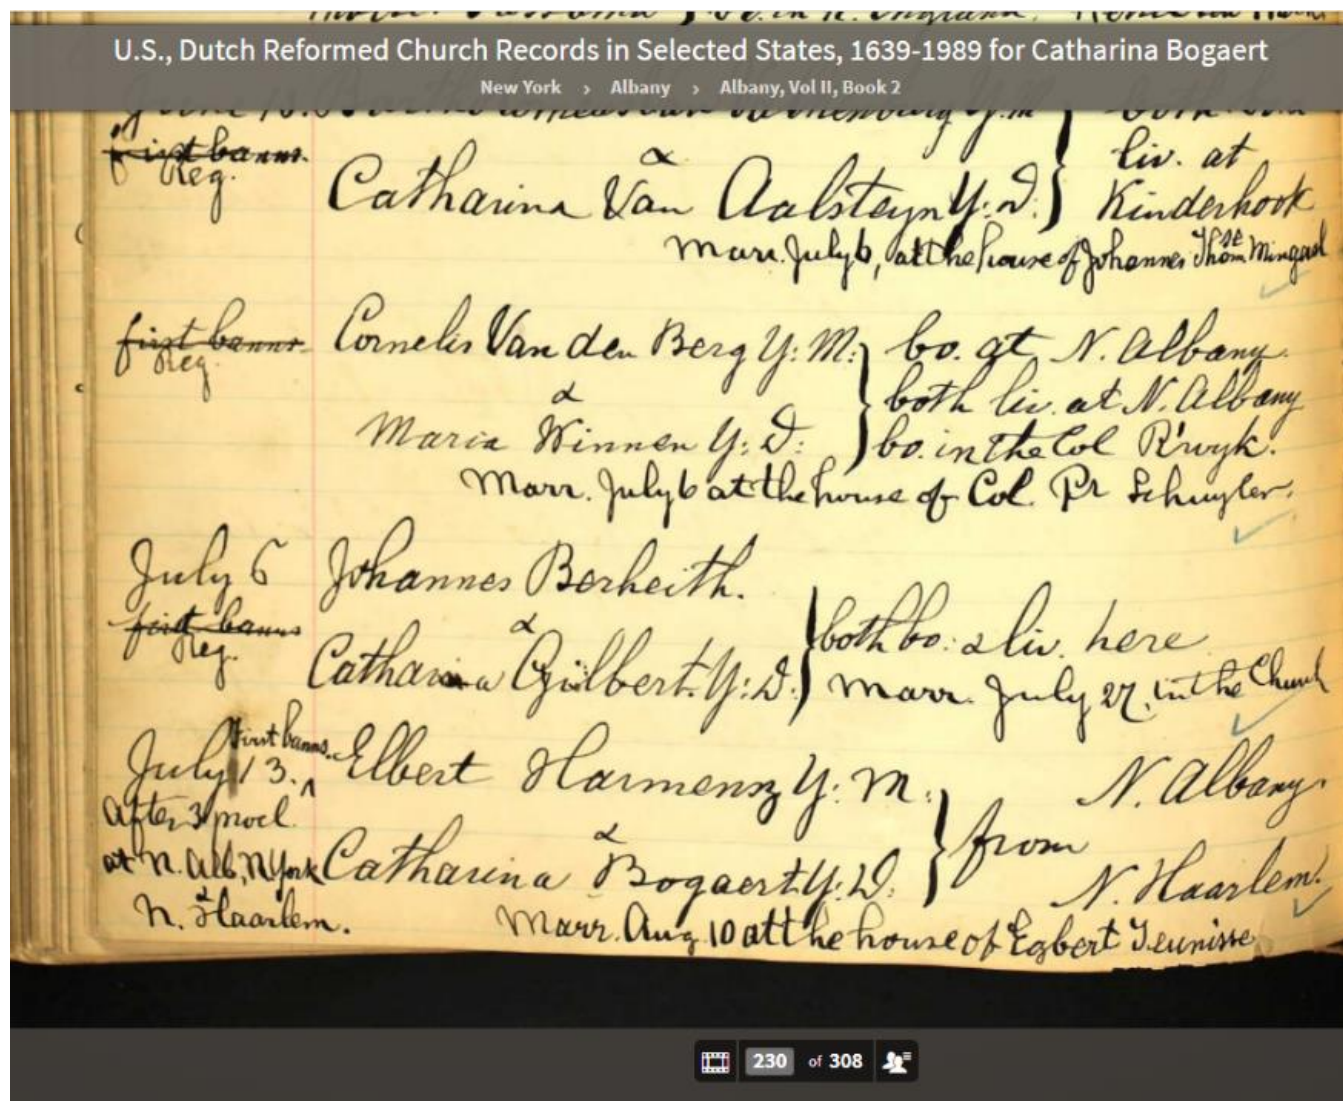 U.S., Dutch Reformed Church Records in Selected States, 1639-1989 for Catharina Bogaert
New York › Albany › Albany, Vol II, Book 2
first banns. & liv. at
Reg. Catharina Van Aalsteyn Y: D. } Kinderhook
Marr. July 6, at the house of Johannes Thomse Mingael
first banns. Cornelis Van den Berg Y: M. } bo. at N. Albany.
Reg. & both liv. at N. Albany
Maria Winnen Y: D: bo. in the Col R'wyk.
Marr. July 6 at the house of Col. Pr Schuyler.
July 6 Johannes Berheith.
first banns & } both bo: & liv. here
Reg. Catharina Gilbert. Y: D. Marr. July 27, in the Church
First banns.
July 13. ^ Elbert Harmensz Y: M. N. Albany.
After 3 procl. & } from
at N. Alb, N York Catharina Bogaert Y: D. N. Haarlem.
& N. Haarlem. Marr. Aug 10 at the house of Egbert Teunisse
230 of 308